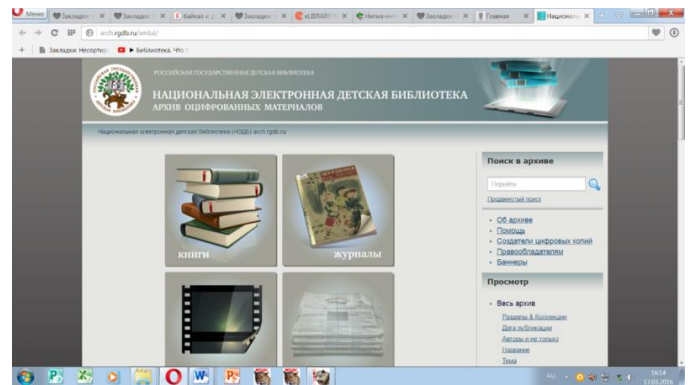 Меню
Закладки
Закладки
байкал и
Закладки
eLIBRARY
Закладки
Главная
Национальн
arch.rgdb.ru/xmlui/
Закладки: Несортир
Библиотека. Что
РОССИЙСКАЯ ГОСУДАРСТВЕННАЯ ДЕТСКАЯ БИБЛИОТЕКА
НАЦИОНАЛЬНАЯ ЭЛЕКТРОННАЯ ДЕТСКАЯ БИБЛИОТЕКА
АРХИВ ОЦИФРОВАННЫХ МАТЕРИАЛОВ
Национальная электронная детская библиотека (НЭДБ) arch.rgdb.ru
книги
журналы
Поиск в архиве
Перейти
Продвинутый поиск
Об архиве
Помощь
Создатели цифровых копий
Правообладателям
Баннеры
Просмотр
Весь архив
Разделы & Коллекции
Дата публикации
Авторы и не только
Название
Тема
RU
16:14
17.03.2016